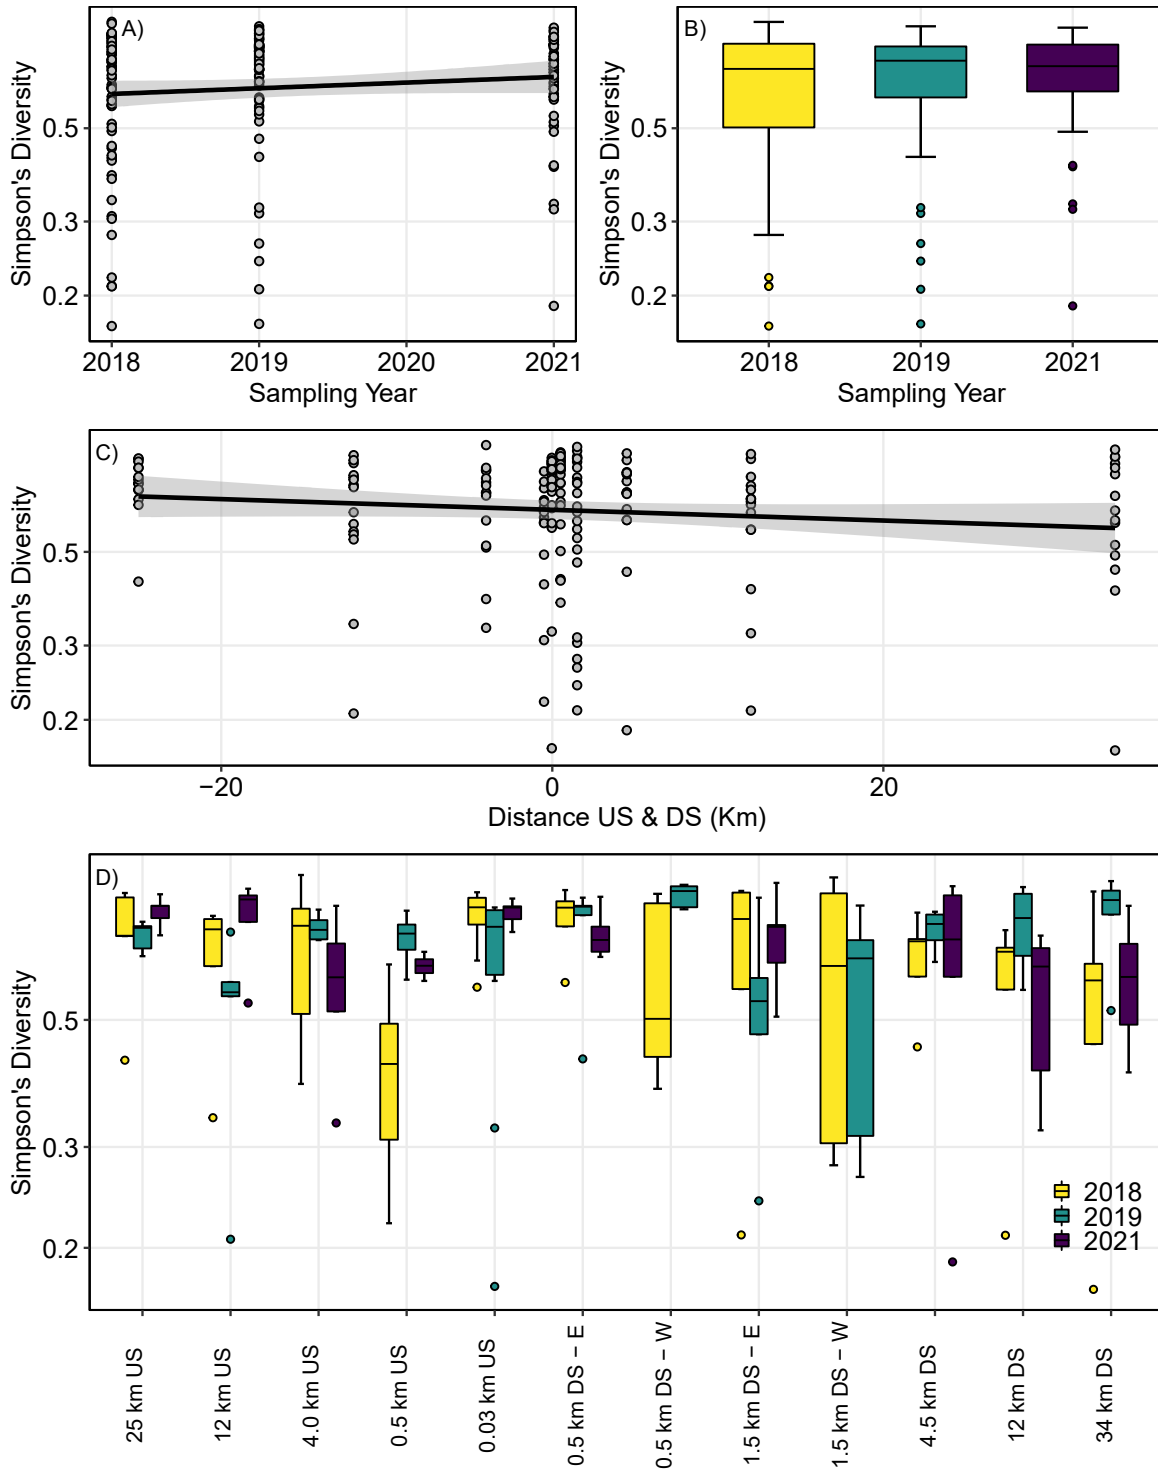 A)
Simpson's Diversity
0.5
0.3
0.2
2018 2019 2020 2021
Sampling Year
B)
Simpson's Diversity
0.5
0.3
0.2
2018 2019 2021
Sampling Year
C)
Simpson's Diversity
0.5
0.3
0.2
−20 0 20
Distance US & DS (Km)
D)
Simpson's Diversity
0.5
0.3
0.2
2018
2019
2021
25 km US
12 km US
4.0 km US
0.5 km US
0.03 km US
0.5 km DS − E
0.5 km DS − W
1.5 km DS − E
1.5 km DS − W
4.5 km DS
12 km DS
34 km DS